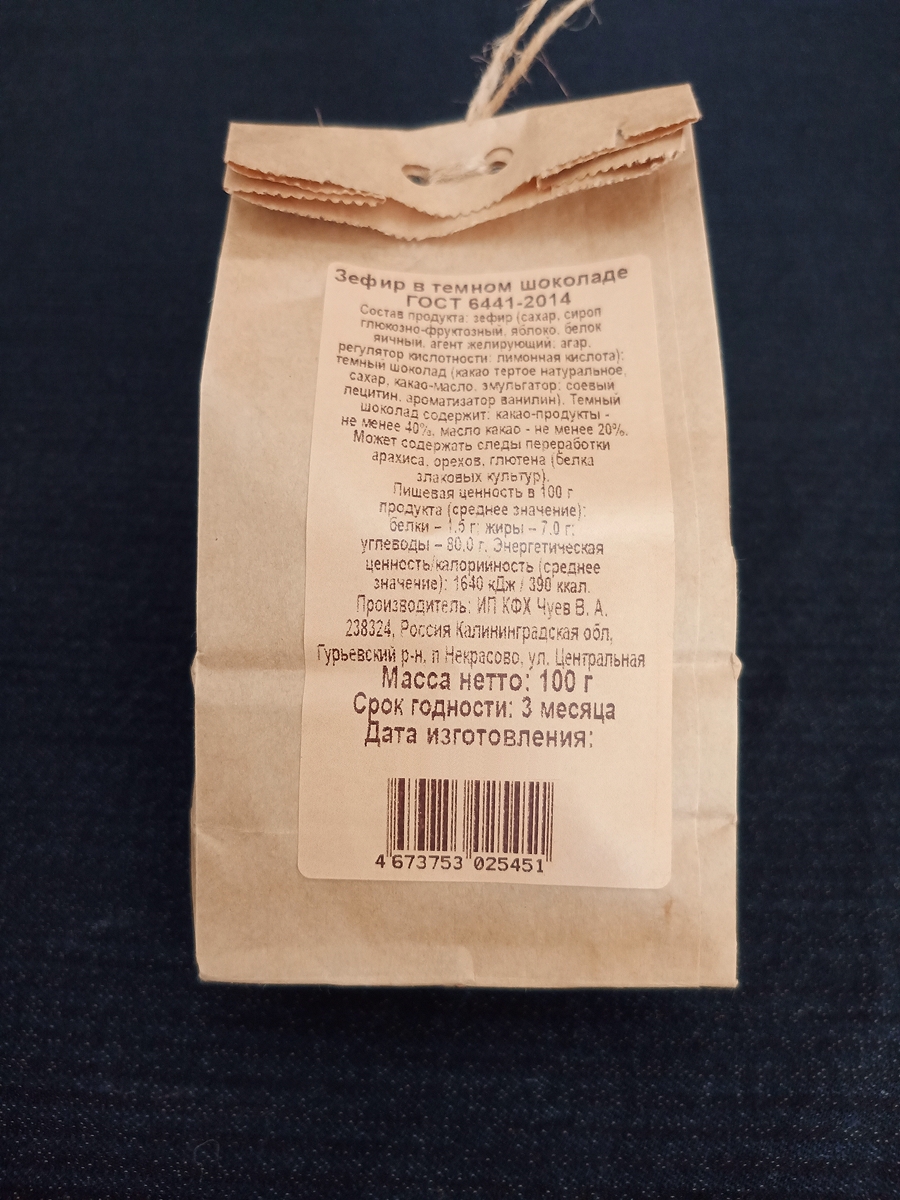 Зефир в темном шоколаде
ГОСТ 6441-2014
Состав продукта: зефир (сахар, сироп
глюкозно-фруктозный, яблоко, белок
яичный, агент желирующий: агар,
регулятор кислотности: лимонная кислота);
темный шоколад (какао тертое натуральное,
сахар, какао-масло, эмульгатор: соевый
лецитин, ароматизатор ванилин). Темный
шоколад содержит: какао-продукты -
не менее 40%, масло какао - не менее 20%.
Может содержать следы переработки
арахиса, орехов, глютена (белка
злаковых культур).
Пищевая ценность в 100 г
продукта (среднее значение):
белки – 1,5 г; жиры – 7,0 г;
углеводы – 80,0 г. Энергетическая
ценность/калорийность (среднее
значение): 1640 кДж / 390 ккал.
Производитель: ИП КФХ Чуев В. А.
238324, Россия Калининградская обл,
Гурьевский р-н, п Некрасово, ул. Центральная
Масса нетто: 100 г
Срок годности: 3 месяца
Дата изготовления:
4 673753 025451